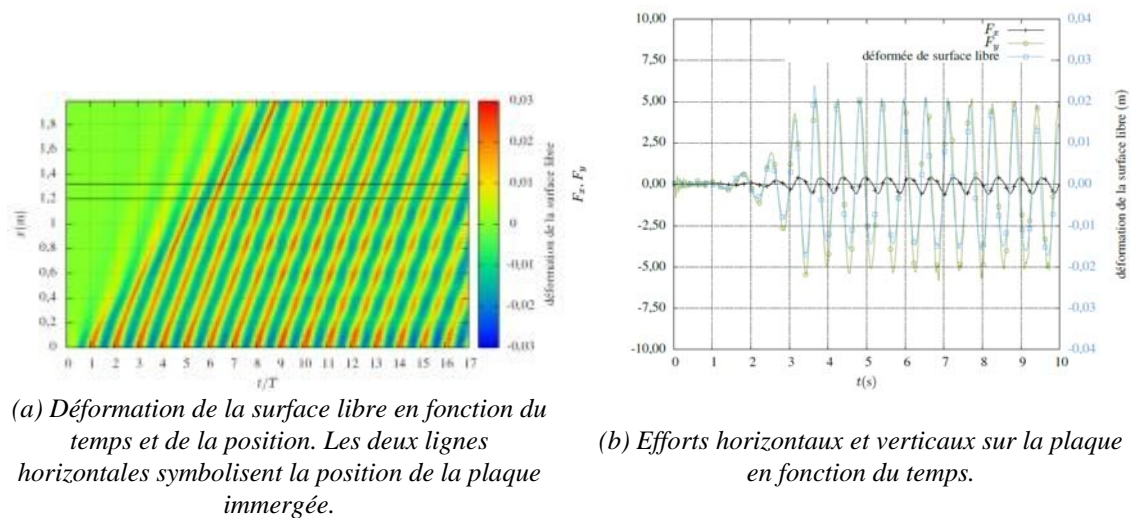 1,8
1,6
1,4
1,2
1
0,8
0,6
0,4
0,2
0
x(m)
0 1 2 3 4 5 6 7 8 9 10 11 12 13 14 15 16 17
t/T
0,03
0,02
0,01
0
-0,01
-0,02
-0,03
déformation de la surface libre
(a) Déformation de la surface libre en fonction du
temps et de la position. Les deux lignes
horizontales symbolisent la position de la plaque
immergée.
10,00
7,50
5,00
2,50
0,00
-2,50
-5,00
7,50
10,00
Fx, Fy
Fx
Fy
déformée de surface libre
0 1 2 3 4 5 6 7 8 9 10
t(s)
0,04
0,03
0,02
0,01
0,00
-0,01
-0,02
-0,03
-0,04
déformation de la surface libre (m)
(b) Efforts horizontaux et verticaux sur la plaque
en fonction du temps.